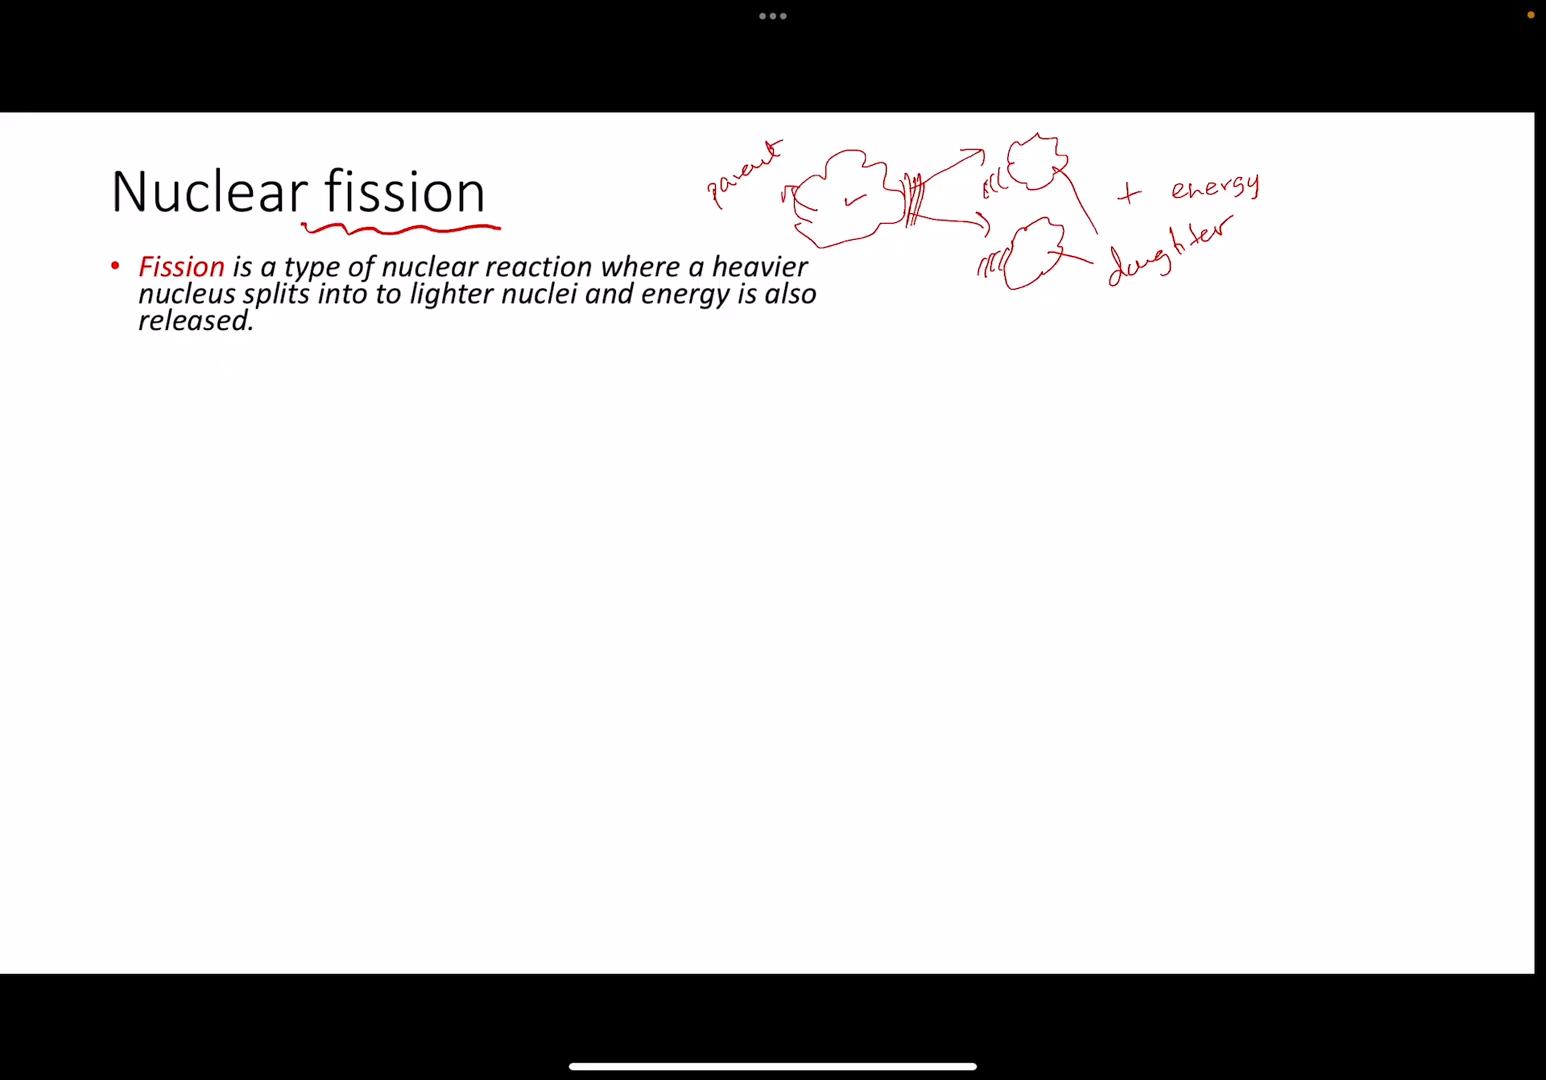 Nuclear fission
• Fission is a type of nuclear reaction where a heavier
nucleus splits into to lighter nuclei and energy is also
released.
parent
+ energy
daughter